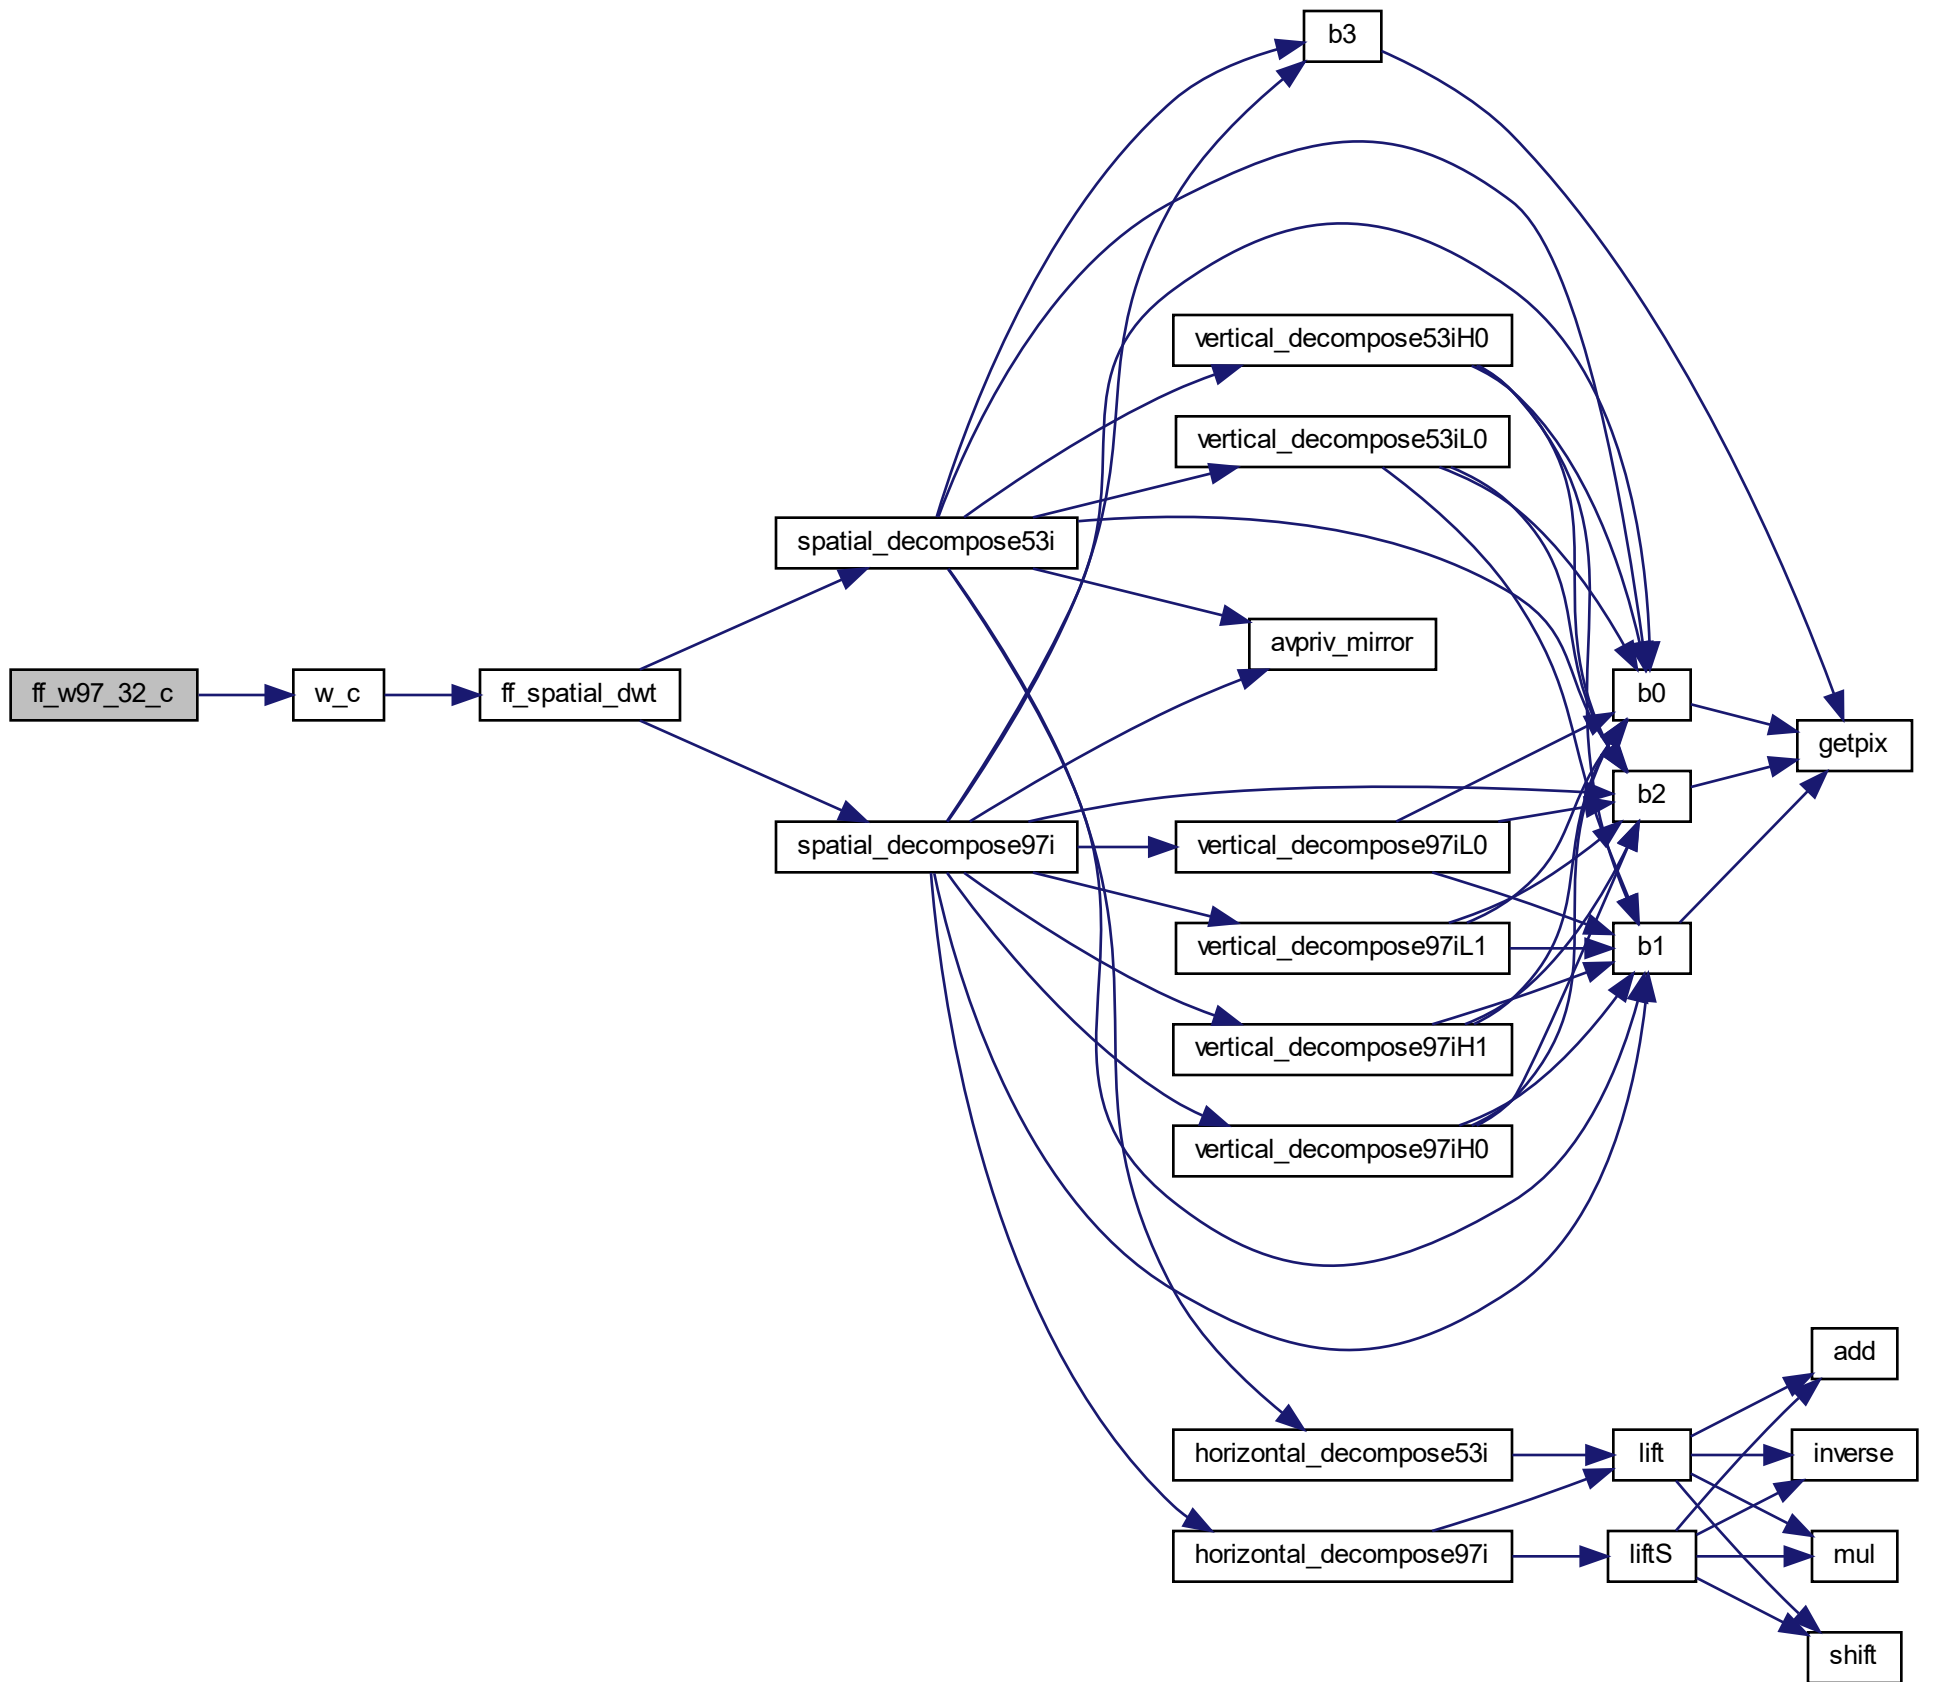 b3
vertical_decompose53iH0
vertical_decompose53iL0
spatial_decompose53i
avpriv_mirror
ff_w97_32_c
w_c
ff_spatial_dwt
b0
getpix
b2
spatial_decompose97i
vertical_decompose97iL0
vertical_decompose97iL1
b1
vertical_decompose97iH1
vertical_decompose97iH0
add
horizontal_decompose53i
lift
inverse
horizontal_decompose97i
liftS
mul
shift